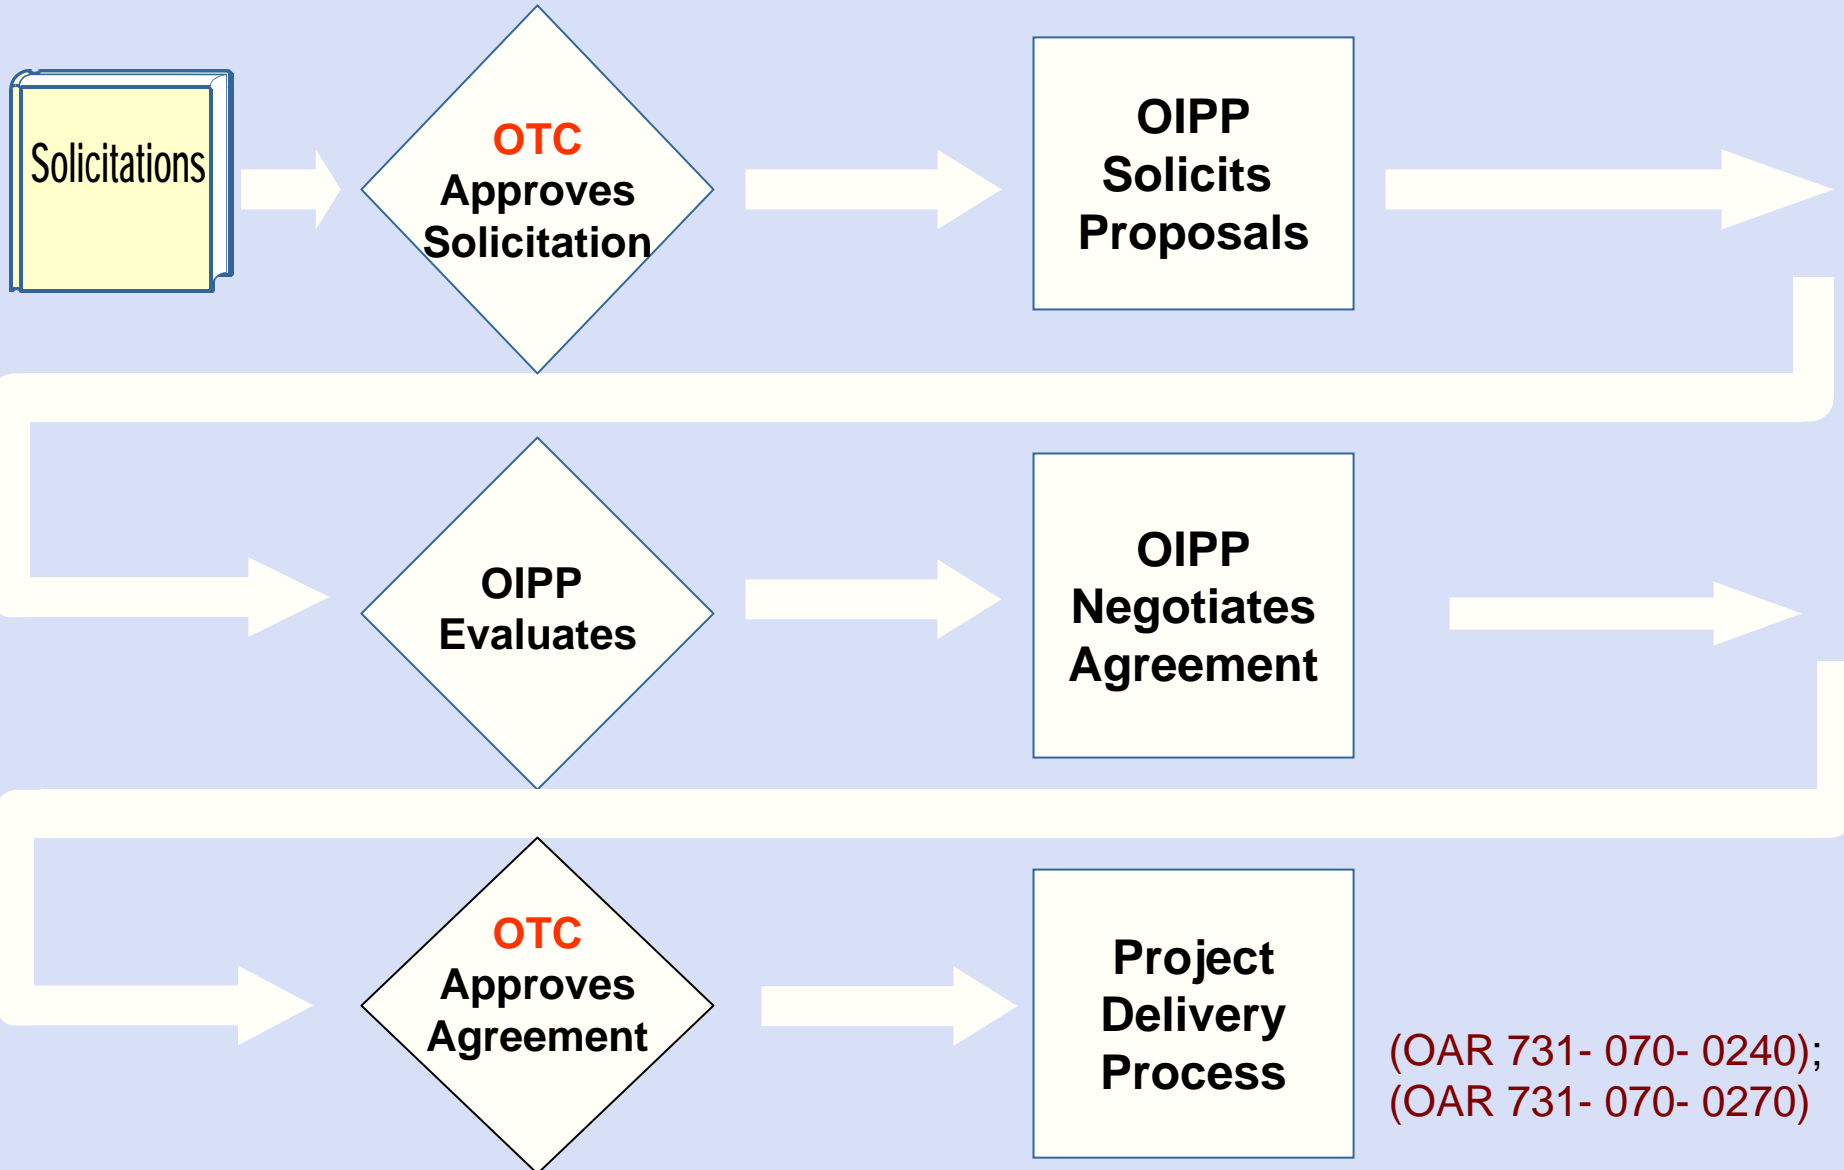 Solicitations
OTC
Approves
Solicitation
OIPP
Solicits
Proposals
OIPP
Evaluates
OIPP
Negotiates
Agreement
OTC
Approves
Agreement
Project
Delivery
Process
(OAR 731- 070- 0240);
(OAR 731- 070- 0270)